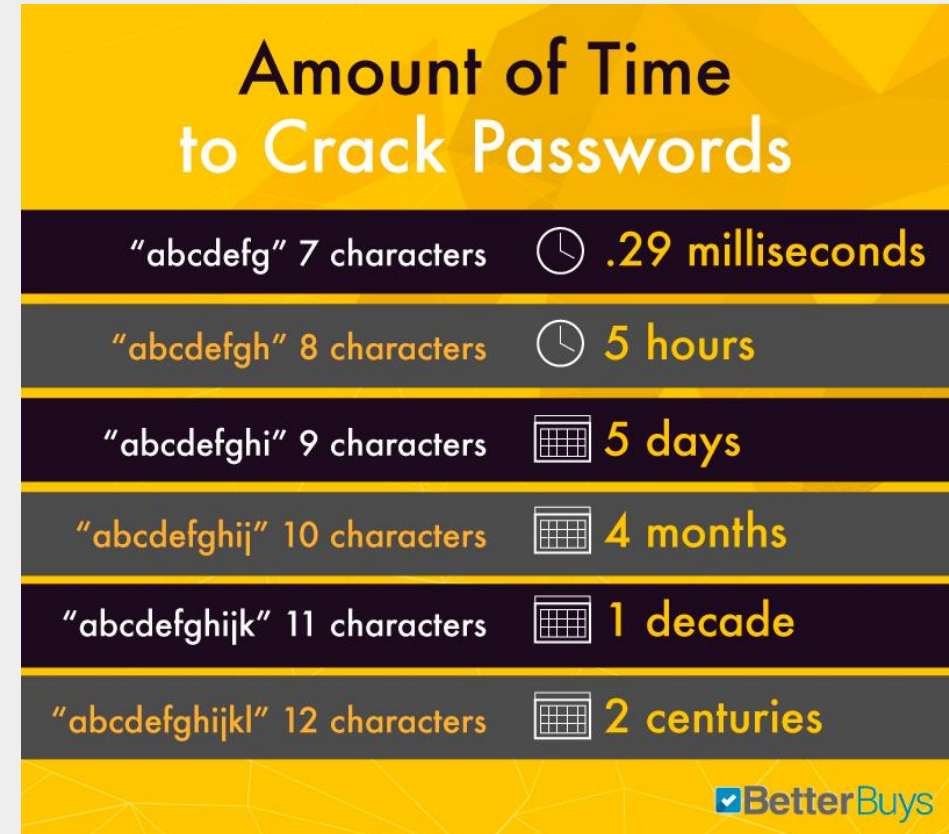 Amount of Time
to Crack Passwords
“abcdefg” 7 characters .29 milliseconds
“abcdefgh” 8 characters 5 hours
“abcdefghi” 9 characters 5 days
“abcdefghij” 10 characters 4 months
“abcdefghijk” 11 characters 1 decade
“abcdefghijkl” 12 characters 2 centuries
BetterBuys